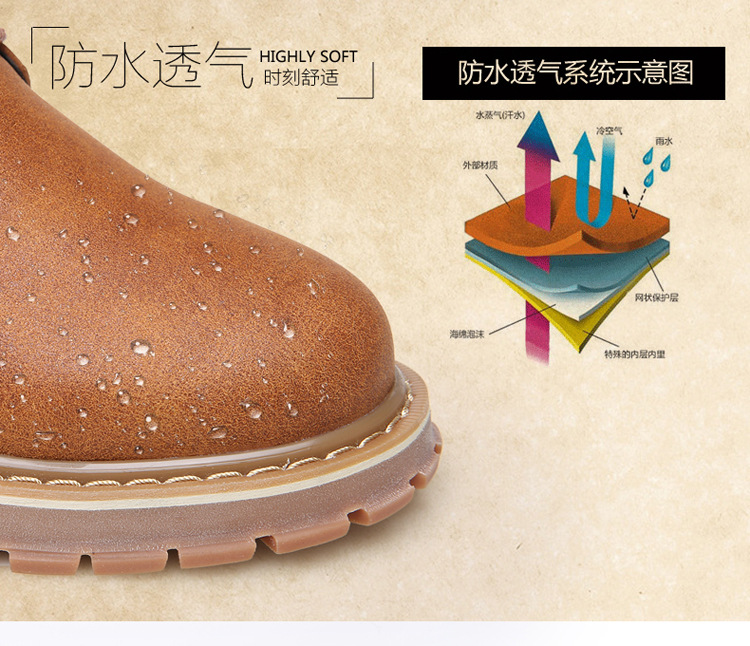 防水透气
HIGHLY SOFT
时刻舒适
防水透气系统示意图
水蒸气(汗水)
冷空气
雨水
外部材质
网状保护层
海绵泡沫
特殊的内层内里